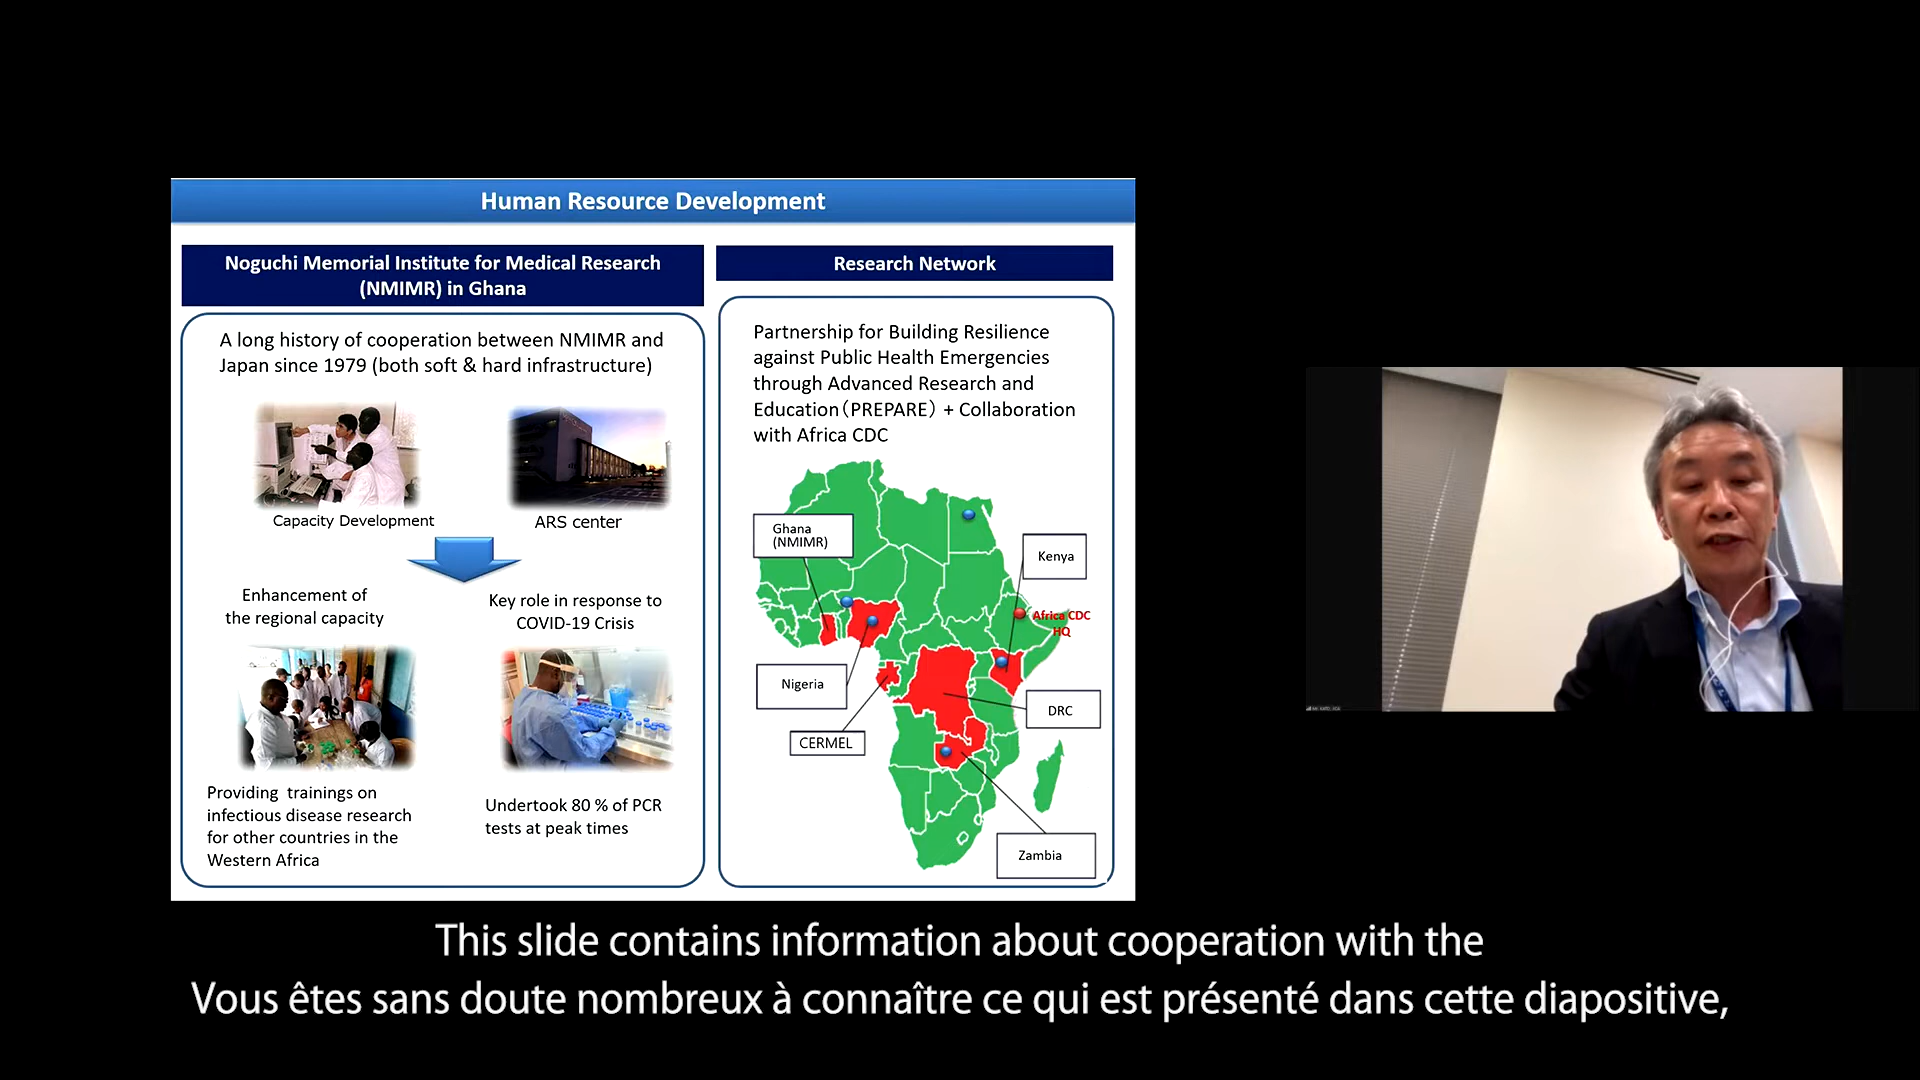 Human Resource Development
Noguchi Memorial Institute for Medical Research
(NMIMR) in Ghana
A long history of cooperation between NMIMR and
Japan since 1979 (both soft & hard infrastructure)
Capacity Development
ARS center
Enhancement of
the regional capacity
Key role in response to
COVID-19 Crisis
Providing trainings on
infectious disease research
for other countries in the
Western Africa
Undertook 80 % of PCR
tests at peak times
Research Network
Partnership for Building Resilience
against Public Health Emergencies
through Advanced Research and
Education（PREPARE）+ Collaboration
with Africa CDC
Ghana
(NMIMR)
Kenya
Africa CDC
HQ
Nigeria
DRC
CERMEL
Zambia
This slide contains information about cooperation with the
Vous êtes sans doute nombreux à connaître ce qui est présenté dans cette diapositive,